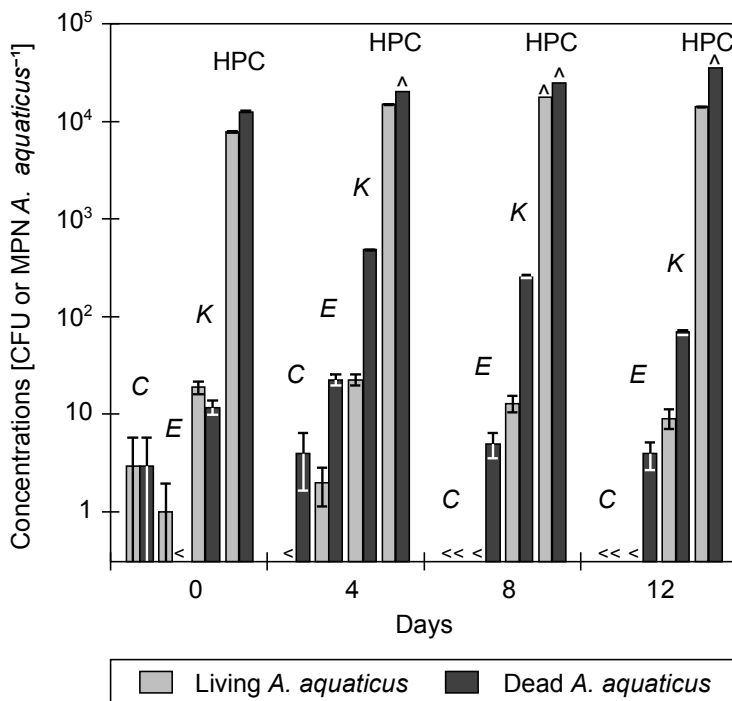 Concentrations [CFU or MPN A. aquaticus⁻¹]
10⁵
10⁴
10³
10²
10
1
HPC HPC HPC HPC
^ ^ ^ ^ ^
K K K K
C E C E C E C E
< < << < << <
0 4 8 12
Days
Living A. aquaticus Dead A. aquaticus